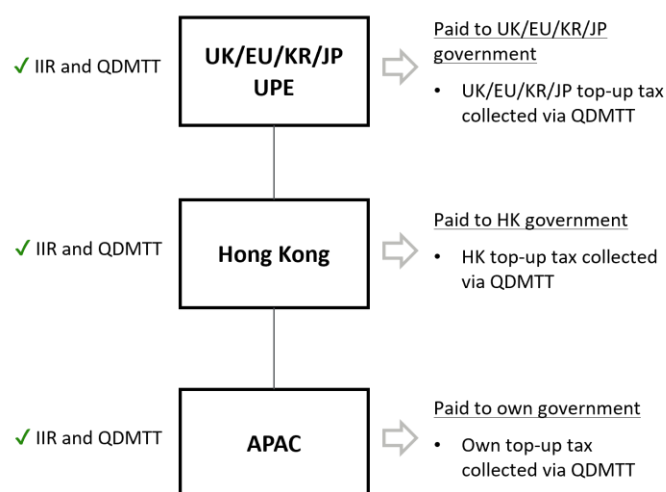 ✓ IIR and QDMTT
UK/EU/KR/JP
UPE
Paid to UK/EU/KR/JP
government
• UK/EU/KR/JP top-up tax
collected via QDMTT
✓ IIR and QDMTT
Hong Kong
Paid to HK government
• HK top-up tax collected
via QDMTT
✓ IIR and QDMTT
APAC
Paid to own government
• Own top-up tax
collected via QDMTT